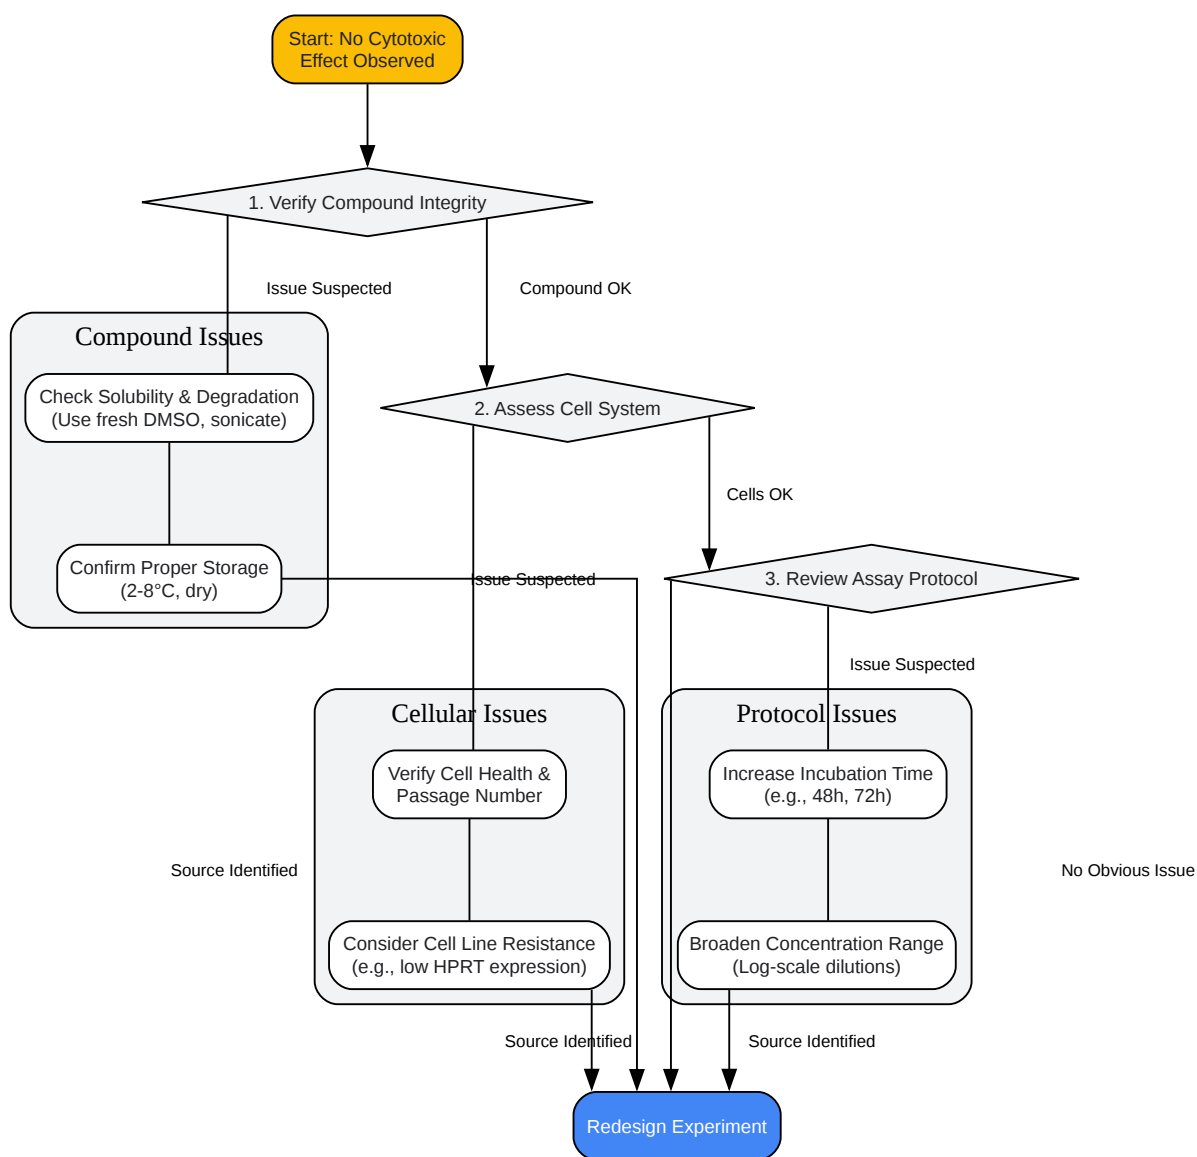 Start: No Cytotoxic
Effect Observed
1. Verify Compound Integrity
Issue Suspected
Compound OK
Compound Issues
Check Solubility & Degradation
(Use fresh DMSO, sonicate)
2. Assess Cell System
Cells OK
Confirm Proper Storage
(2-8°C, dry)
Issue Suspected
3. Review Assay Protocol
Issue Suspected
Cellular Issues
Protocol Issues
Verify Cell Health &
Passage Number
Increase Incubation Time
(e.g., 48h, 72h)
Source Identified
No Obvious Issue
Consider Cell Line Resistance
(e.g., low HPRT expression)
Broaden Concentration Range
(Log-scale dilutions)
Source Identified
Source Identified
Redesign Experiment